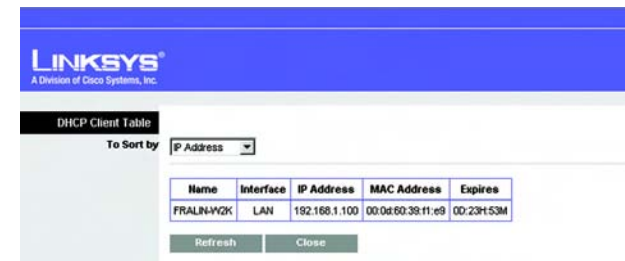 LINKSYS®
A Division of Cisco Systems, Inc.
DHCP Client Table
To Sort by IP Address
Name Interface IP Address MAC Address Expires
FRALIN-W2K LAN 192.168.1.100 00:0d:60:39:f1:e9 0D:23H:53M
Refresh Close